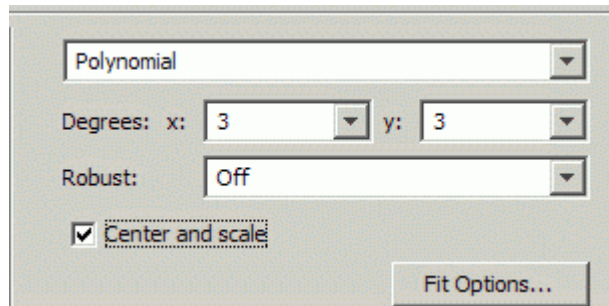 Polynomial
Degrees: x: 3 y: 3
Robust: Off
Center and scale
Fit Options...